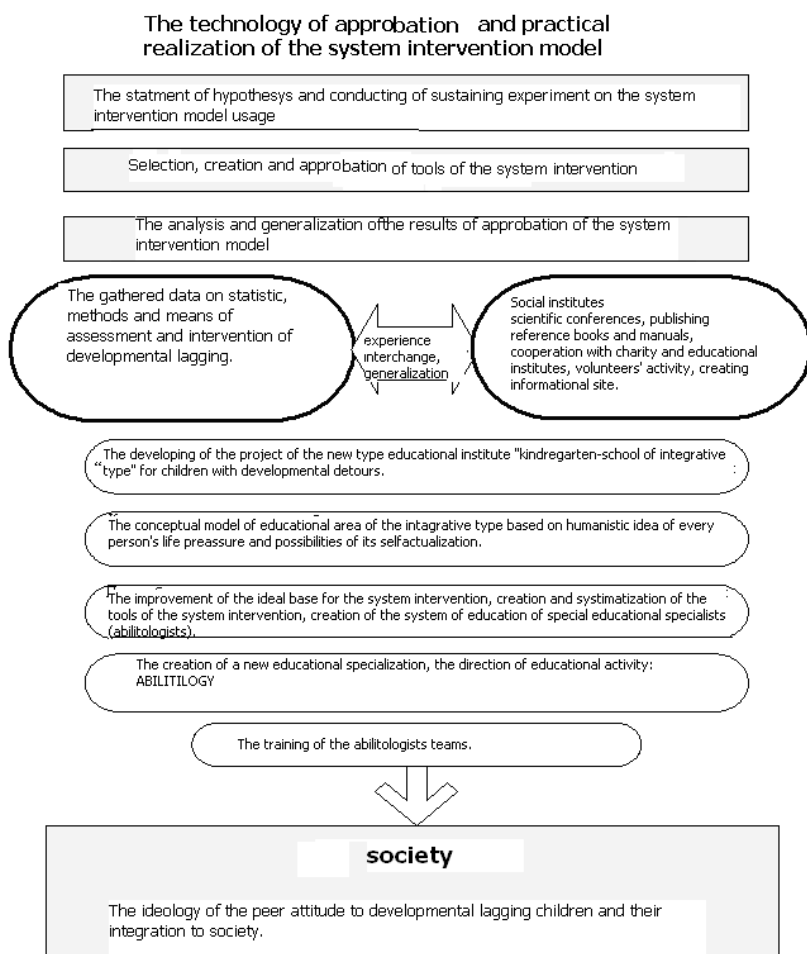 The technology of approbation and practical
realization of the system intervention model
The statment of hypothesys and conducting of sustaining experiment on the system
intervention model usage
Selection, creation and approbation of tools of the system intervention
The analysis and generalization ofthe results of approbation of the system
intervention model
The gathered data on statistic,
methods and means of
assessment and intervention of
developmental lagging.
experience
interchange,
generalization
Social institutes
scientific conferences, publishing
reference books and manuals,
cooperation with charity and educational
institutes, volunteers' activity, creating
informational site.
The developing of the project of the new type educational institute "kindregarten-school of integrative
"type" for children with developmental detours.
The conceptual model of educational area of the intagrative type based on humanistic idea of every
person's life preassure and possibilities of its selfactualization.
The improvement of the ideal base for the system intervention, creation and systimatization of the
tools of the system intervention, creation of the system of education of special educational specialists
(abilitologists).
The creation of a new educational specialization, the direction of educational activity:
ABILITILOGY
The training of the abilitologists teams.
society
The ideology of the peer attitude to developmental lagging children and their
integration to society.